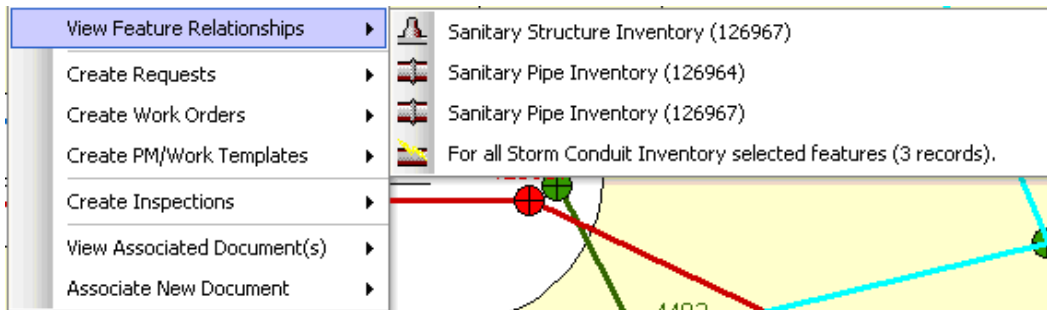 View Feature Relationships
Sanitary Structure Inventory (126967)
Sanitary Pipe Inventory (126964)
Sanitary Pipe Inventory (126967)
For all Storm Conduit Inventory selected features (3 records).
Create Requests
Create Work Orders
Create PM/Work Templates
Create Inspections
View Associated Document(s)
Associate New Document